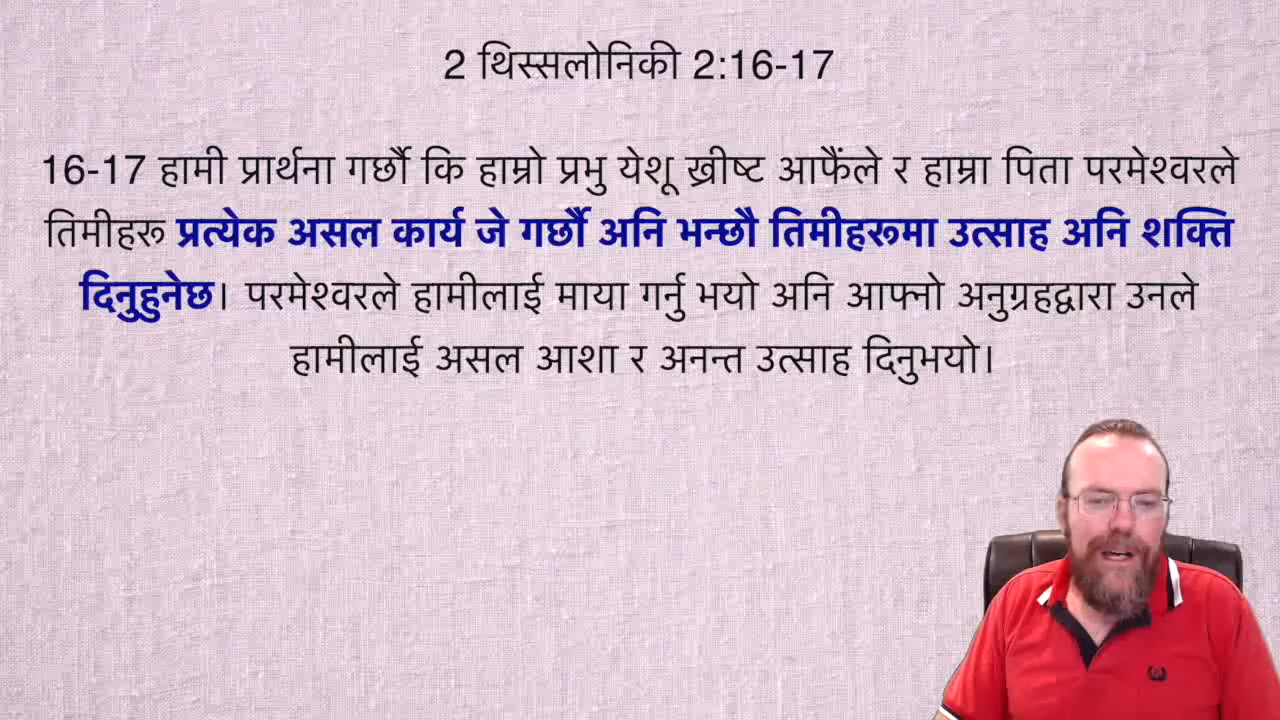 2 थिस्सलोनिकी 2:16-17
16-17 हामी प्रार्थना गर्छौं कि हाम्रो प्रभु येशू ख्रीष्ट आफैंले र हाम्रा पिता परमेश्वरले
तिमीहरू प्रत्येक असल कार्य जे गर्छौ अनि भन्छौ तिमीहरूमा उत्साह अनि शक्ति
दिनुहुनेछ। परमेश्वरले हामीलाई माया गर्नु भयो अनि आफ्नो अनुग्रहद्वारा उनले
हामीलाई असल आशा र अनन्त उत्साह दिनुभयो।